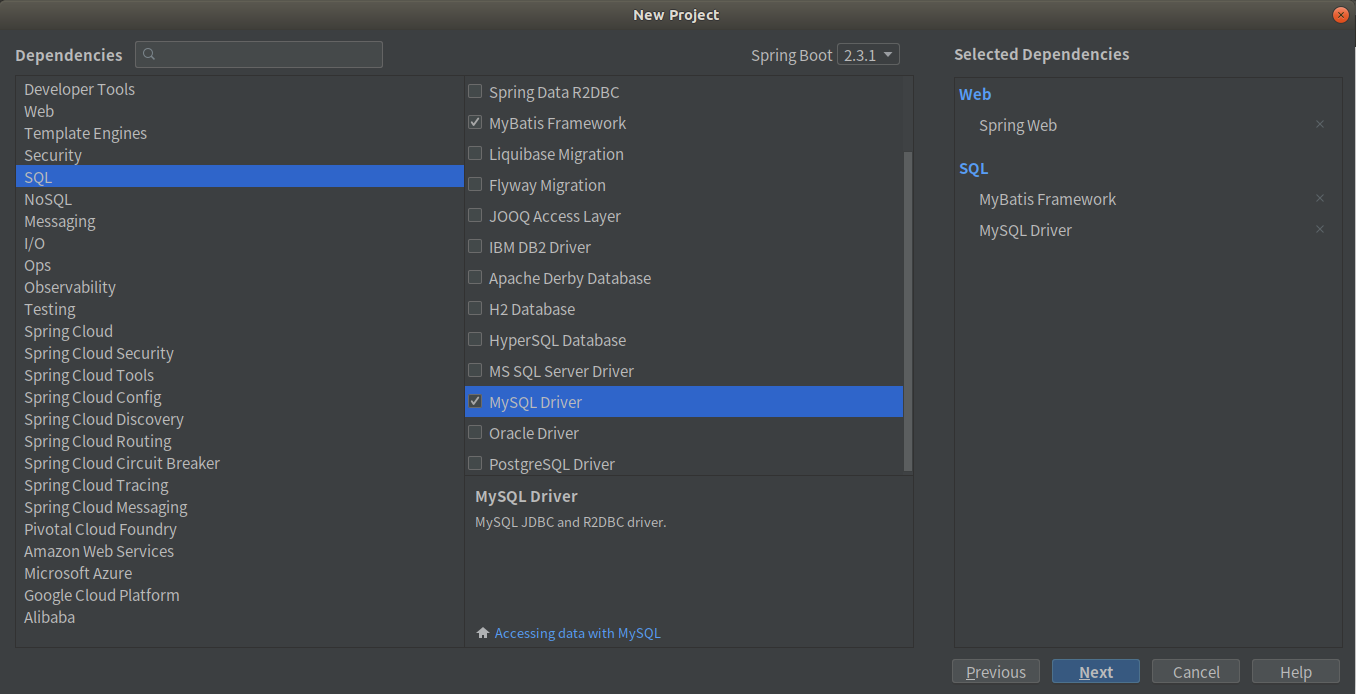 New Project
Dependencies
Spring Boot 2.3.1
Developer Tools
Web
Template Engines
Security
SQL
NoSQL
Messaging
I/O
Ops
Observability
Testing
Spring Cloud
Spring Cloud Security
Spring Cloud Tools
Spring Cloud Config
Spring Cloud Discovery
Spring Cloud Routing
Spring Cloud Circuit Breaker
Spring Cloud Tracing
Spring Cloud Messaging
Pivotal Cloud Foundry
Amazon Web Services
Microsoft Azure
Google Cloud Platform
Alibaba
Spring Data R2DBC
MyBatis Framework
Liquibase Migration
Flyway Migration
JOOQ Access Layer
IBM DB2 Driver
Apache Derby Database
H2 Database
HyperSQL Database
MS SQL Server Driver
MySQL Driver
Oracle Driver
PostgreSQL Driver
MySQL Driver
MySQL JDBC and R2DBC driver.
Accessing data with MySQL
Selected Dependencies
Web
Spring Web
SQL
MyBatis Framework
MySQL Driver
Previous
Next
Cancel
Help